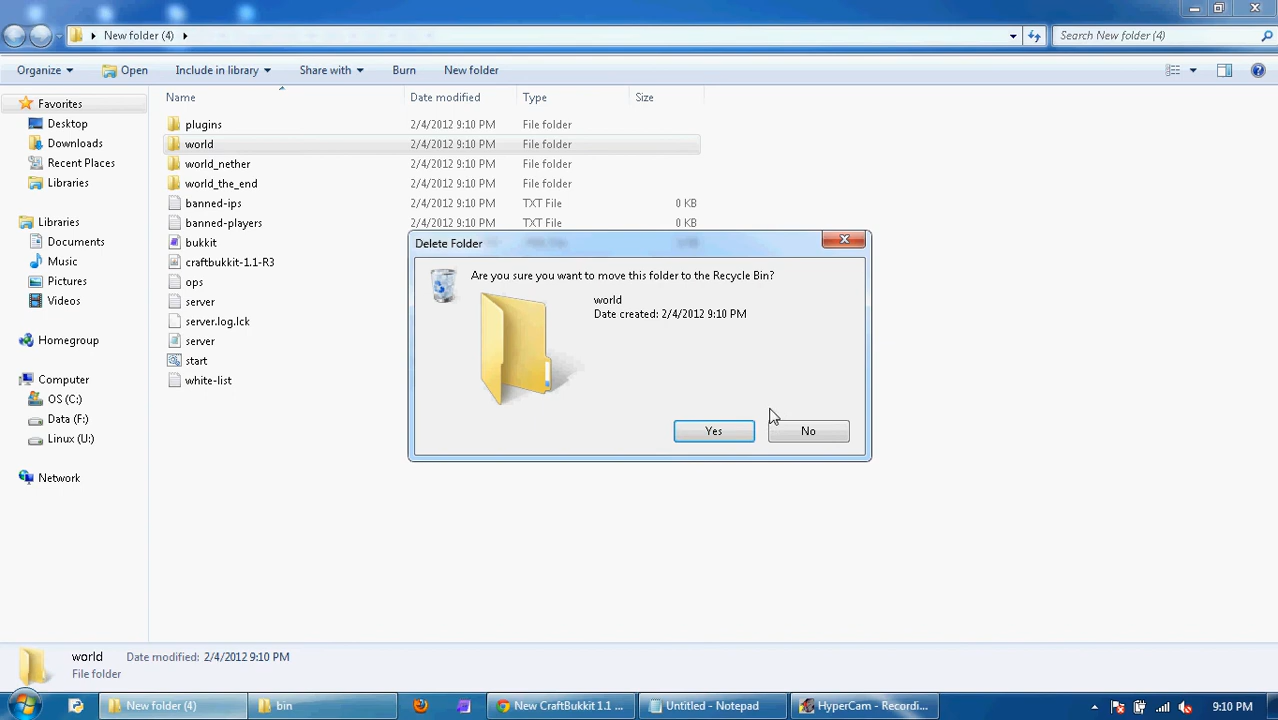 New folder (4)
Search New folder (4)
Organize
Open
Include in library
Share with
Burn
New folder
Favorites
Desktop
Downloads
Recent Places
Libraries
Libraries
Documents
Music
Pictures
Videos
Homegroup
Computer
OS (C:)
Data (F:)
Linux (U:)
Network
Name Date modified Type Size
plugins 2/4/2012 9:10 PM File folder
world 2/4/2012 9:10 PM File folder
world_nether 2/4/2012 9:10 PM File folder
world_the_end 2/4/2012 9:10 PM File folder
banned-ips 2/4/2012 9:10 PM TXT File 0 KB
banned-players 2/4/2012 9:10 PM TXT File 0 KB
bukkit
craftbukkit-1.1-R3
ops
server
server.log.lck
server
start
white-list
Delete Folder
Are you sure you want to move this folder to the Recycle Bin?
world
Date created: 2/4/2012 9:10 PM
Yes
No
world Date modified: 2/4/2012 9:10 PM
File folder
New folder (4)
bin
New CraftBukkit 1.1 ...
Untitled - Notepad
HyperCam - Recordi...
9:10 PM